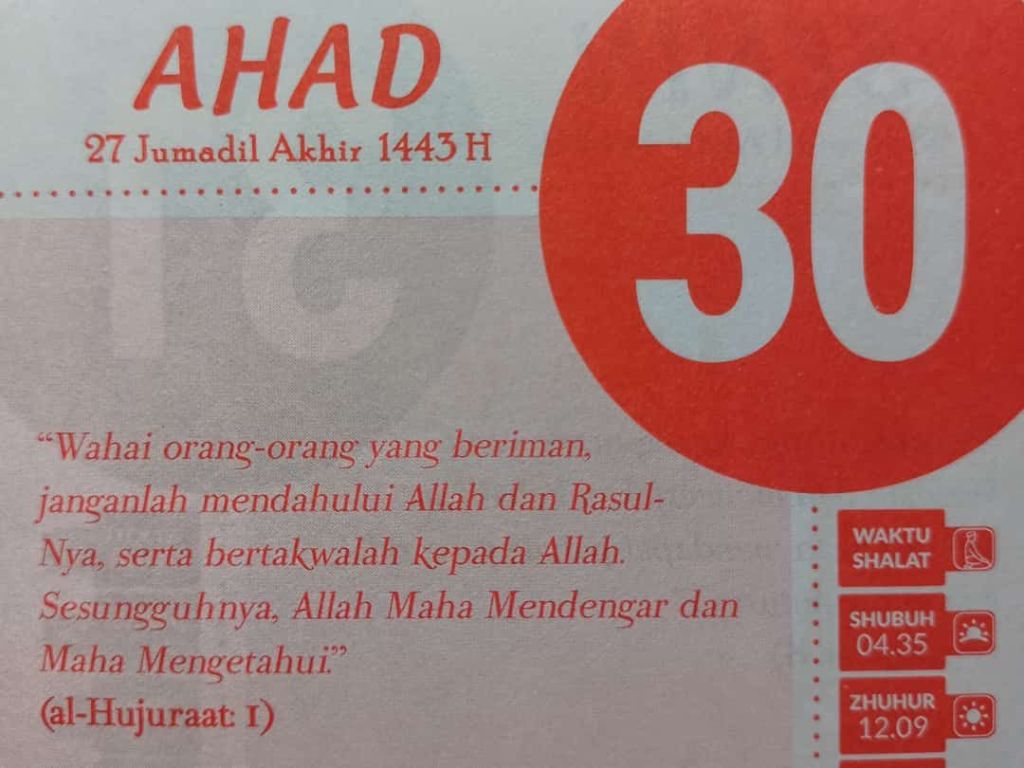 AHAD
27 Jumadil Akhir 1443 H
30
“Wahai orang-orang yang beriman,
janganlah mendahului Allah dan Rasul-
Nya, serta bertakwalah kepada Allah.
Sesungguhnya, Allah Maha Mendengar dan
Maha Mengetahui.”
(al-Hujuraat: 1)
WAKTU
SHALAT
SHUBUH
04.35
ZHUHUR
12.09